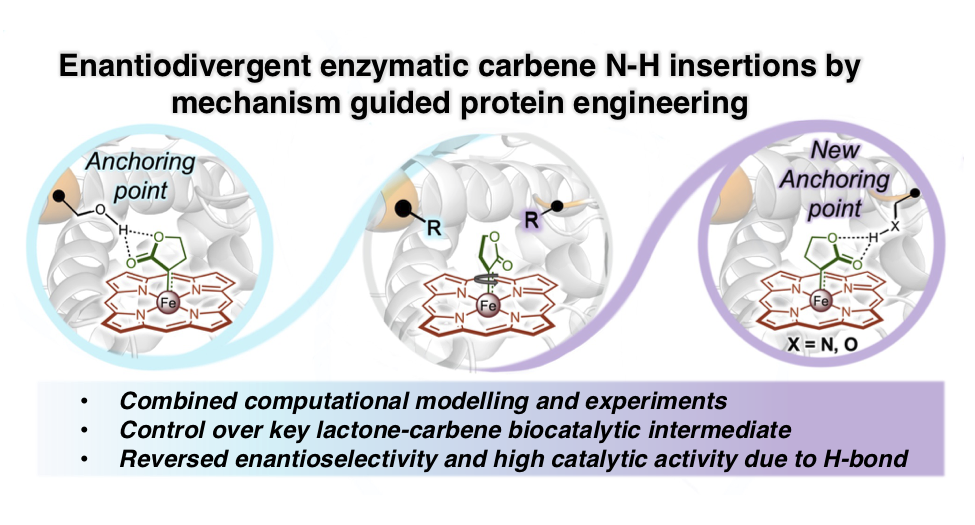 Enantiodivergent enzymatic carbene N-H insertions by
mechanism guided protein engineering
Anchoring
point
O
H
O
O
N
N
N
N
Fe
R
R
O
O
N
N
N
N
Fe
New
Anchoring
point
X
H
O
O
N
N
N
N
Fe
X = N, O
• Combined computational modelling and experiments
• Control over key lactone-carbene biocatalytic intermediate
• Reversed enantioselectivity and high catalytic activity due to H-bond